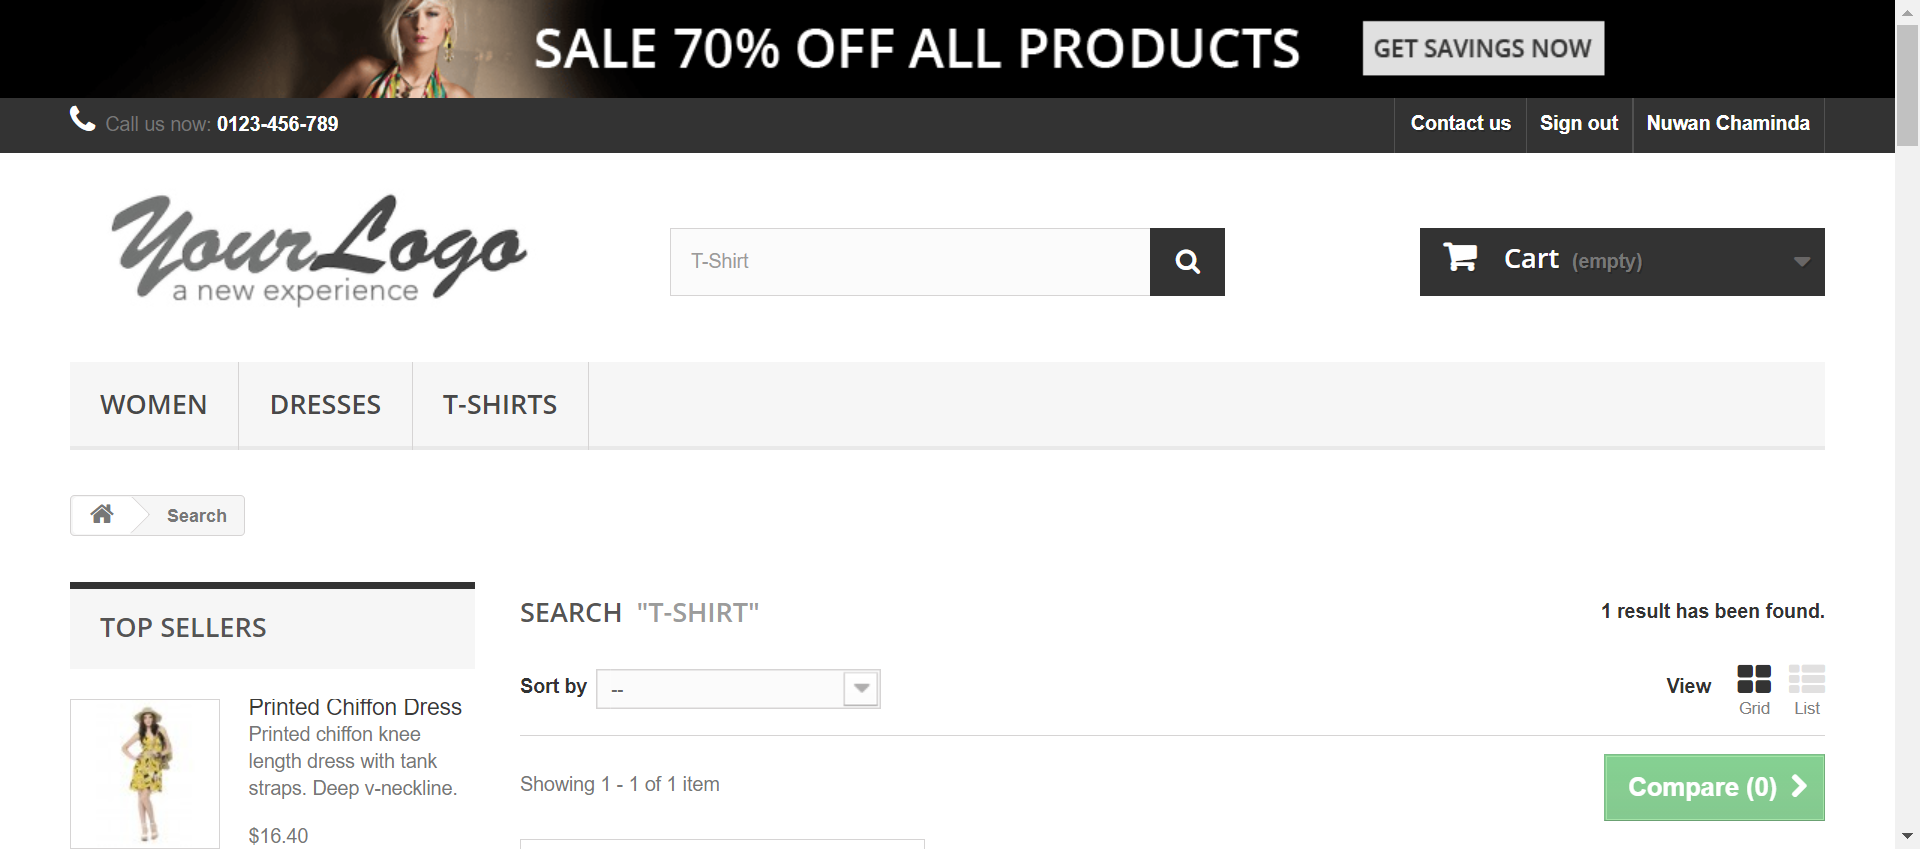 SALE 70% OFF ALL PRODUCTS
GET SAVINGS NOW
Call us now: 0123-456-789
Contact us
Sign out
Nuwan Chaminda
Your Logo
a new experience
T-Shirt
Cart (empty)
WOMEN
DRESSES
T-SHIRTS
Search
TOP SELLERS
Printed Chiffon Dress
Printed chiffon knee
length dress with tank
straps. Deep v-neckline.
$16.40
SEARCH "T-SHIRT"
1 result has been found.
Sort by --
View
Grid
List
Showing 1 - 1 of 1 item
Compare (0)